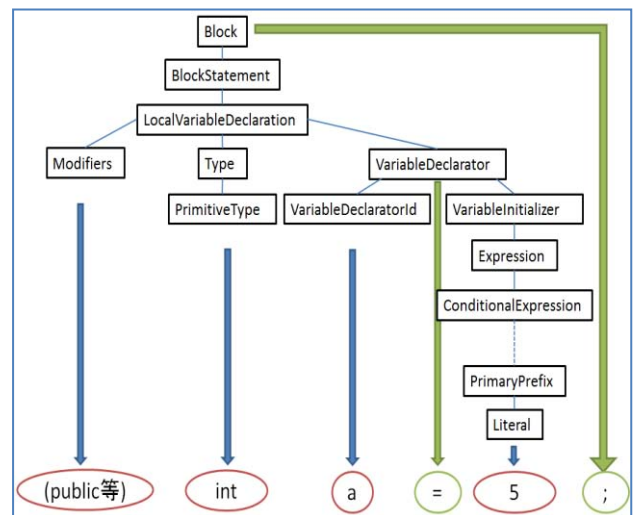 Block
BlockStatement
LocalVariableDeclaration
Modifiers
Type
VariableDeclarator
PrimitiveType
VariableDeclaratorId
VariableInitializer
Expression
ConditionalExpression
PrimaryPrefix
Literal
(public等)
int
a
=
5
;